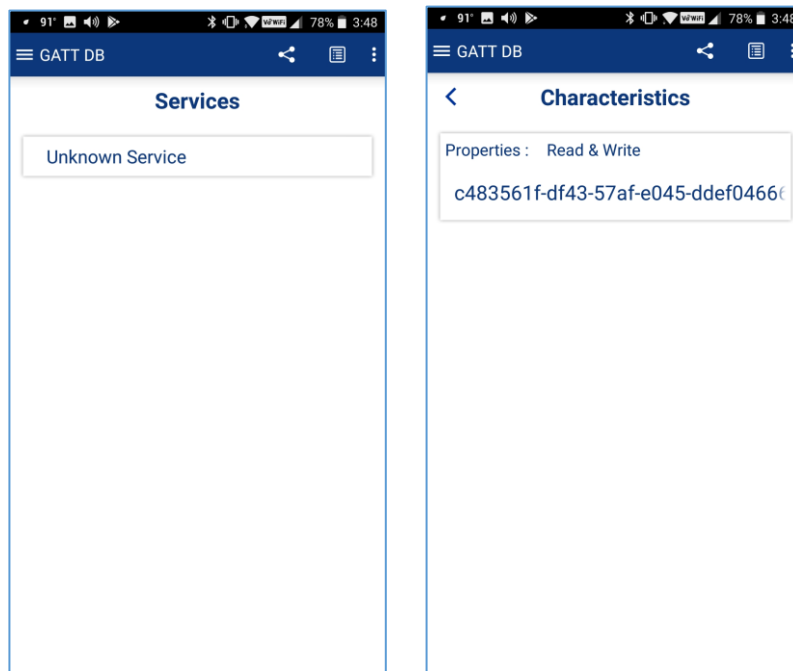 91° 78% 3:48
GATT DB
Services
Unknown Service
91° 78% 3:48
GATT DB
Characteristics
Properties : Read & Write
c483561f-df43-57af-e045-ddef04666